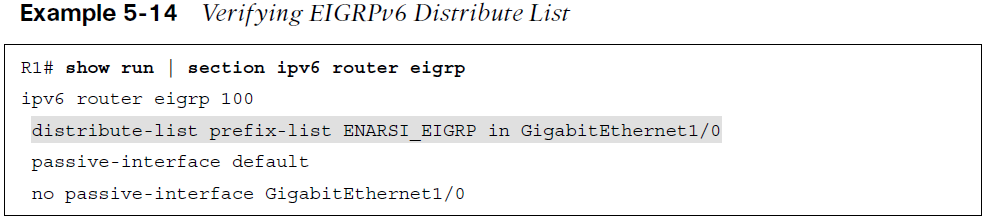 Example 5-14 Verifying EIGRPv6 Distribute List
R1# show run | section ipv6 router eigrp
ipv6 router eigrp 100
distribute-list prefix-list ENARSI_EIGRP in GigabitEthernet1/0
passive-interface default
no passive-interface GigabitEthernet1/0